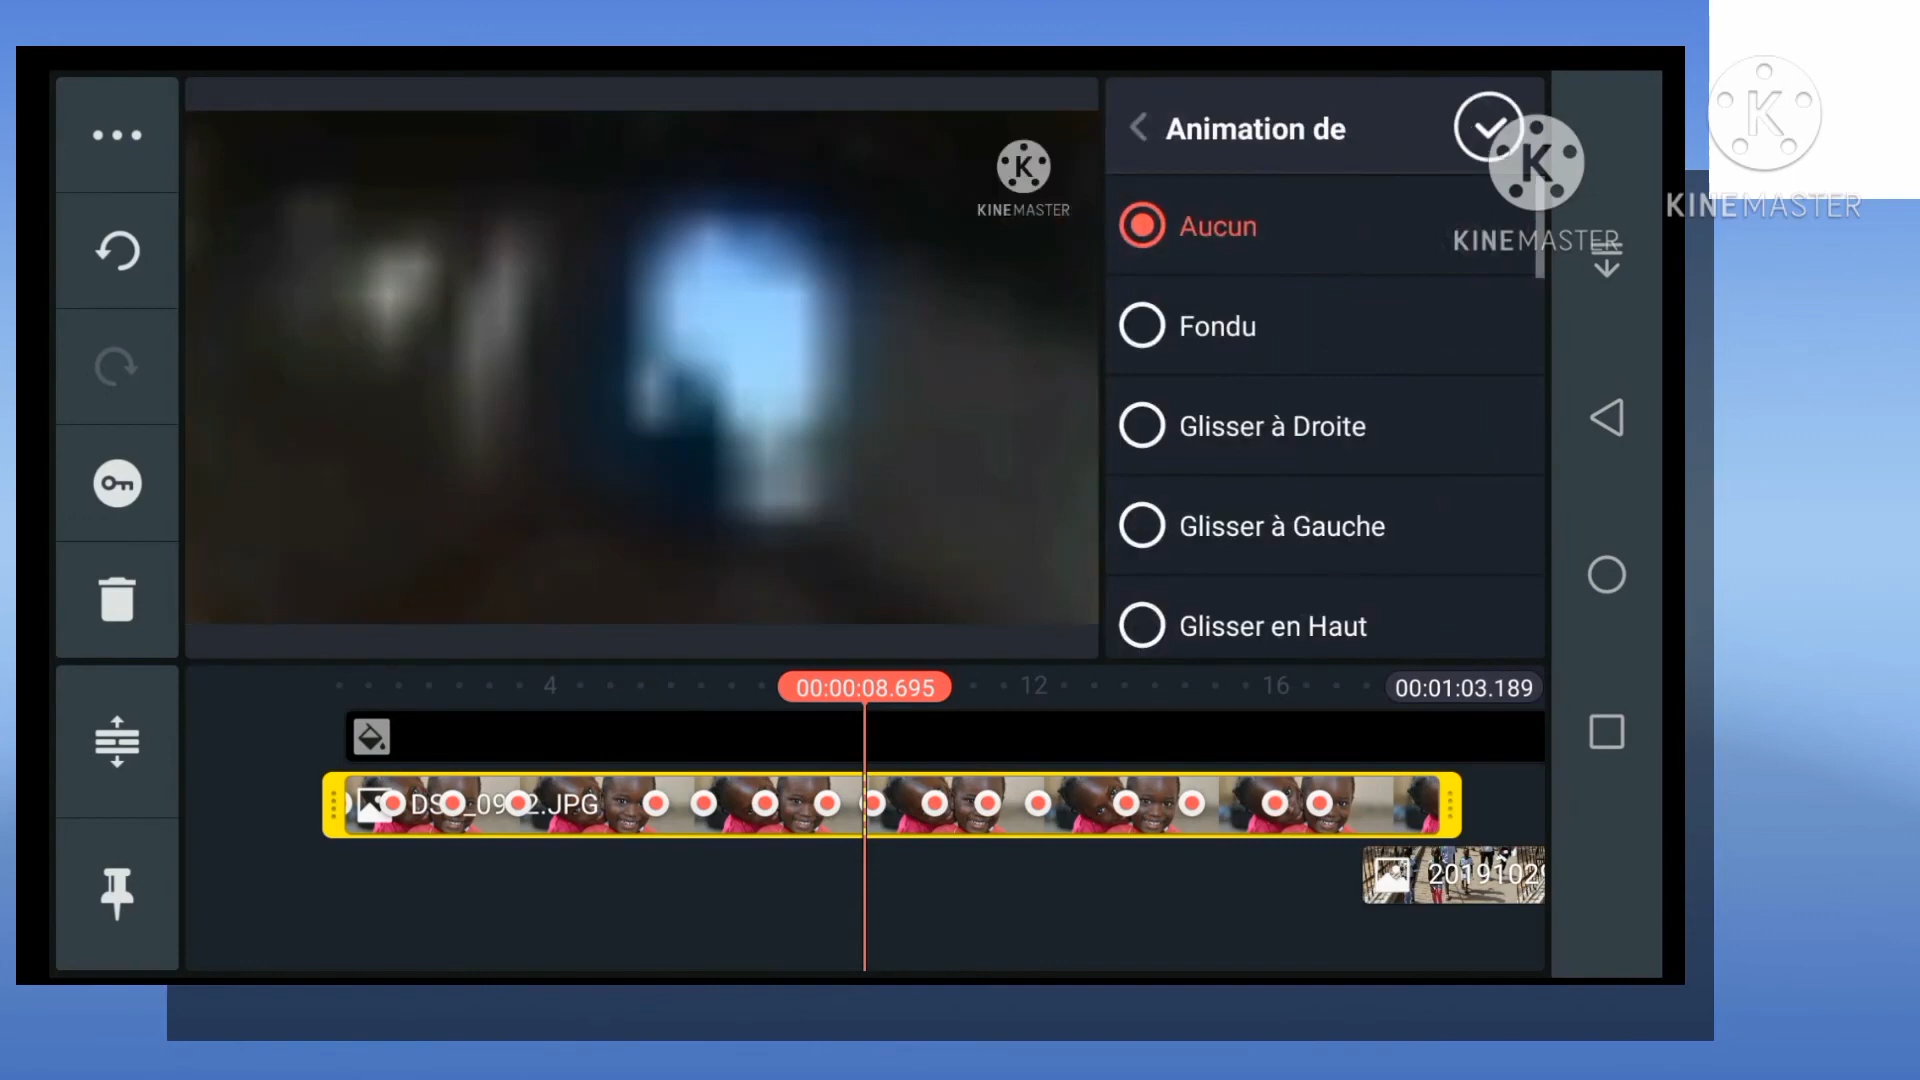 KINEMASTER
Animation de
KINEMASTER
KINEMASTER
Aucun
Fondu
Glisser à Droite
Glisser à Gauche
Glisser en Haut
4
00:00:08.695
12
16
00:01:03.189
2.JPG